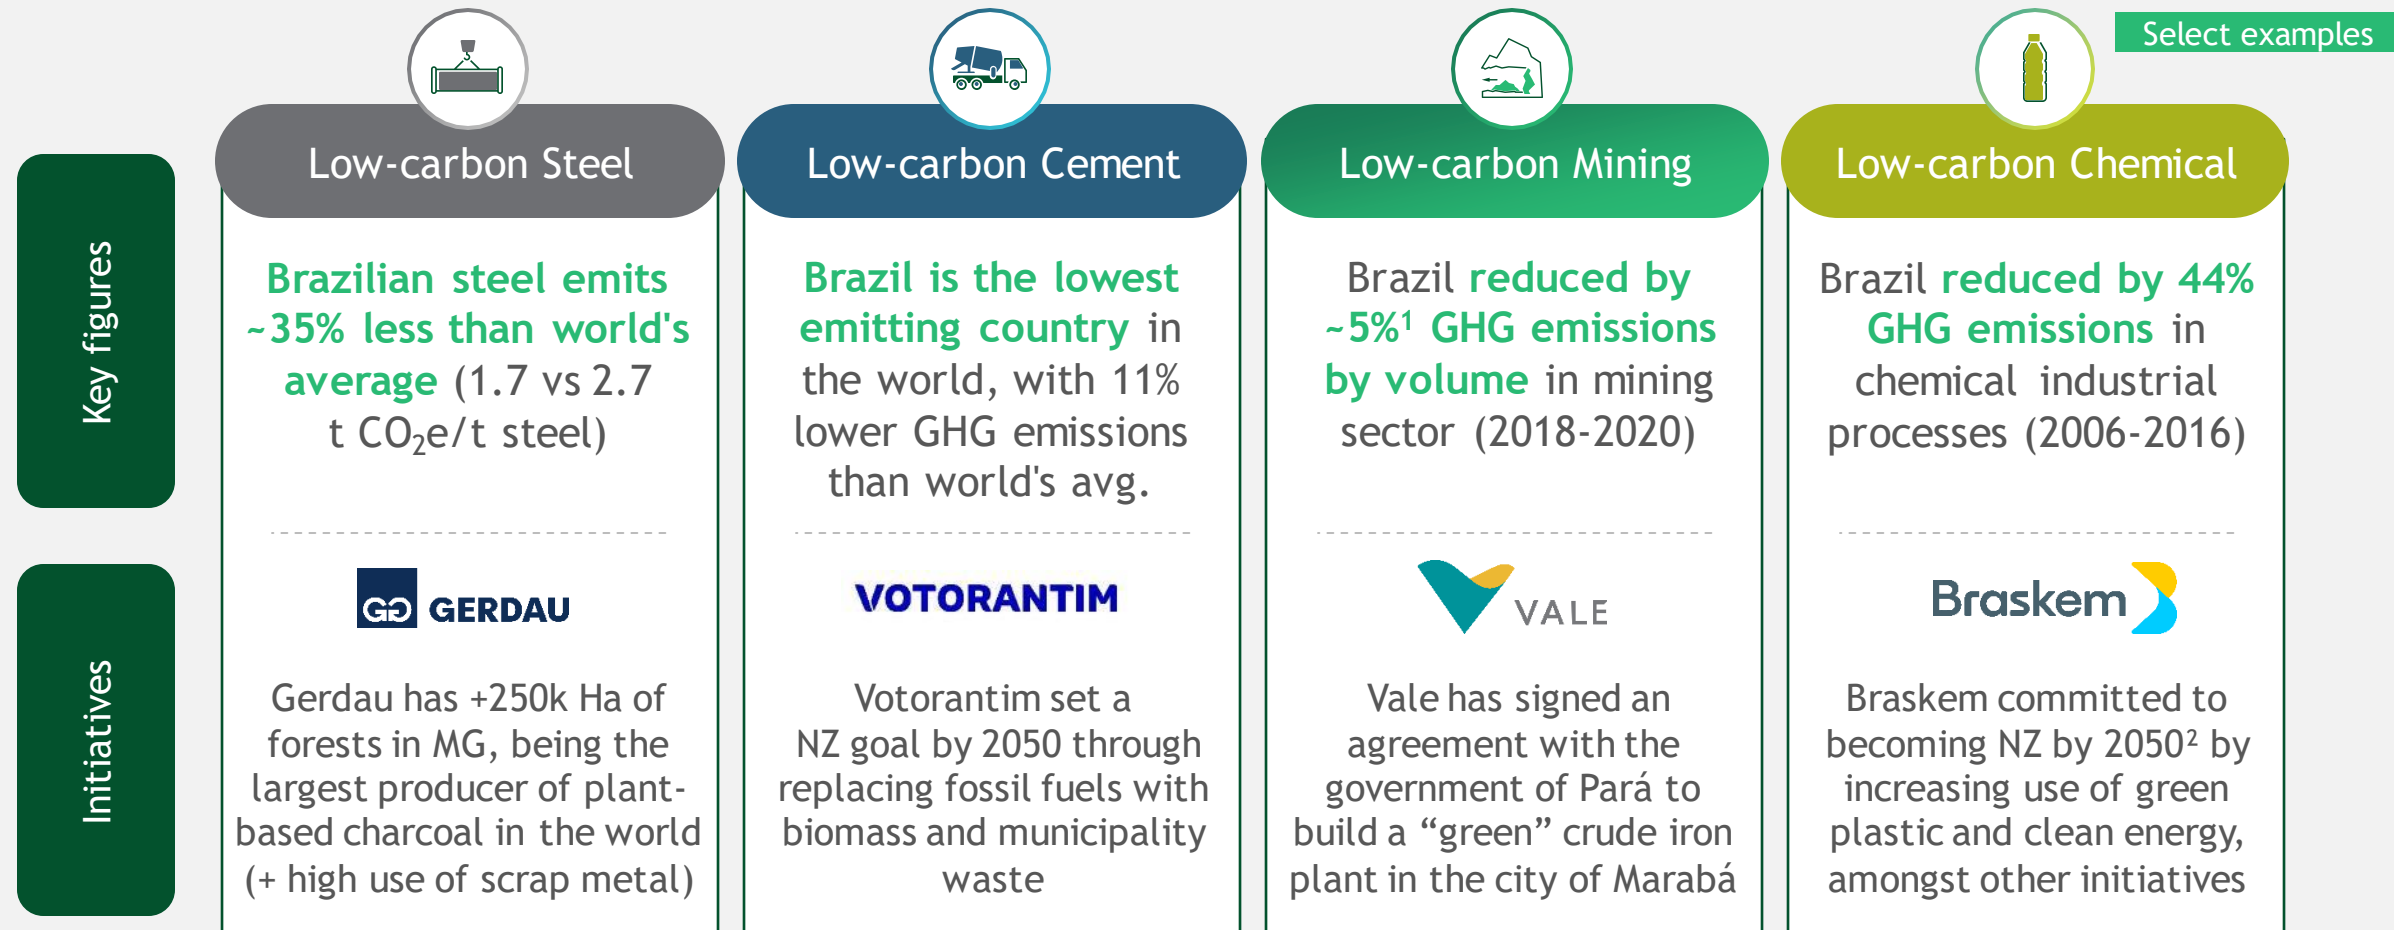 Select examples
Low-carbon Steel
Low-carbon Cement
Low-carbon Mining
Low-carbon Chemical
Key figures
Brazilian steel emits
~35% less than world's
average (1.7 vs 2.7
t CO₂e/t steel)
Brazil is the lowest
emitting country in
the world, with 11%
lower GHG emissions
than world's avg.
Brazil reduced by
~5%¹ GHG emissions
by volume in mining
sector (2018-2020)
Brazil reduced by 44%
GHG emissions in
chemical industrial
processes (2006-2016)
Initiatives
GERDAU
Gerdau has +250k Ha of
forests in MG, being the
largest producer of plant-
based charcoal in the world
(+ high use of scrap metal)
VOTORANTIM
Votorantim set a
NZ goal by 2050 through
replacing fossil fuels with
biomass and municipality
waste
VALE
Vale has signed an
agreement with the
government of Pará to
build a “green” crude iron
plant in the city of Marabá
Braskem
Braskem committed to
becoming NZ by 2050² by
increasing use of green
plastic and clean energy,
amongst other initiatives